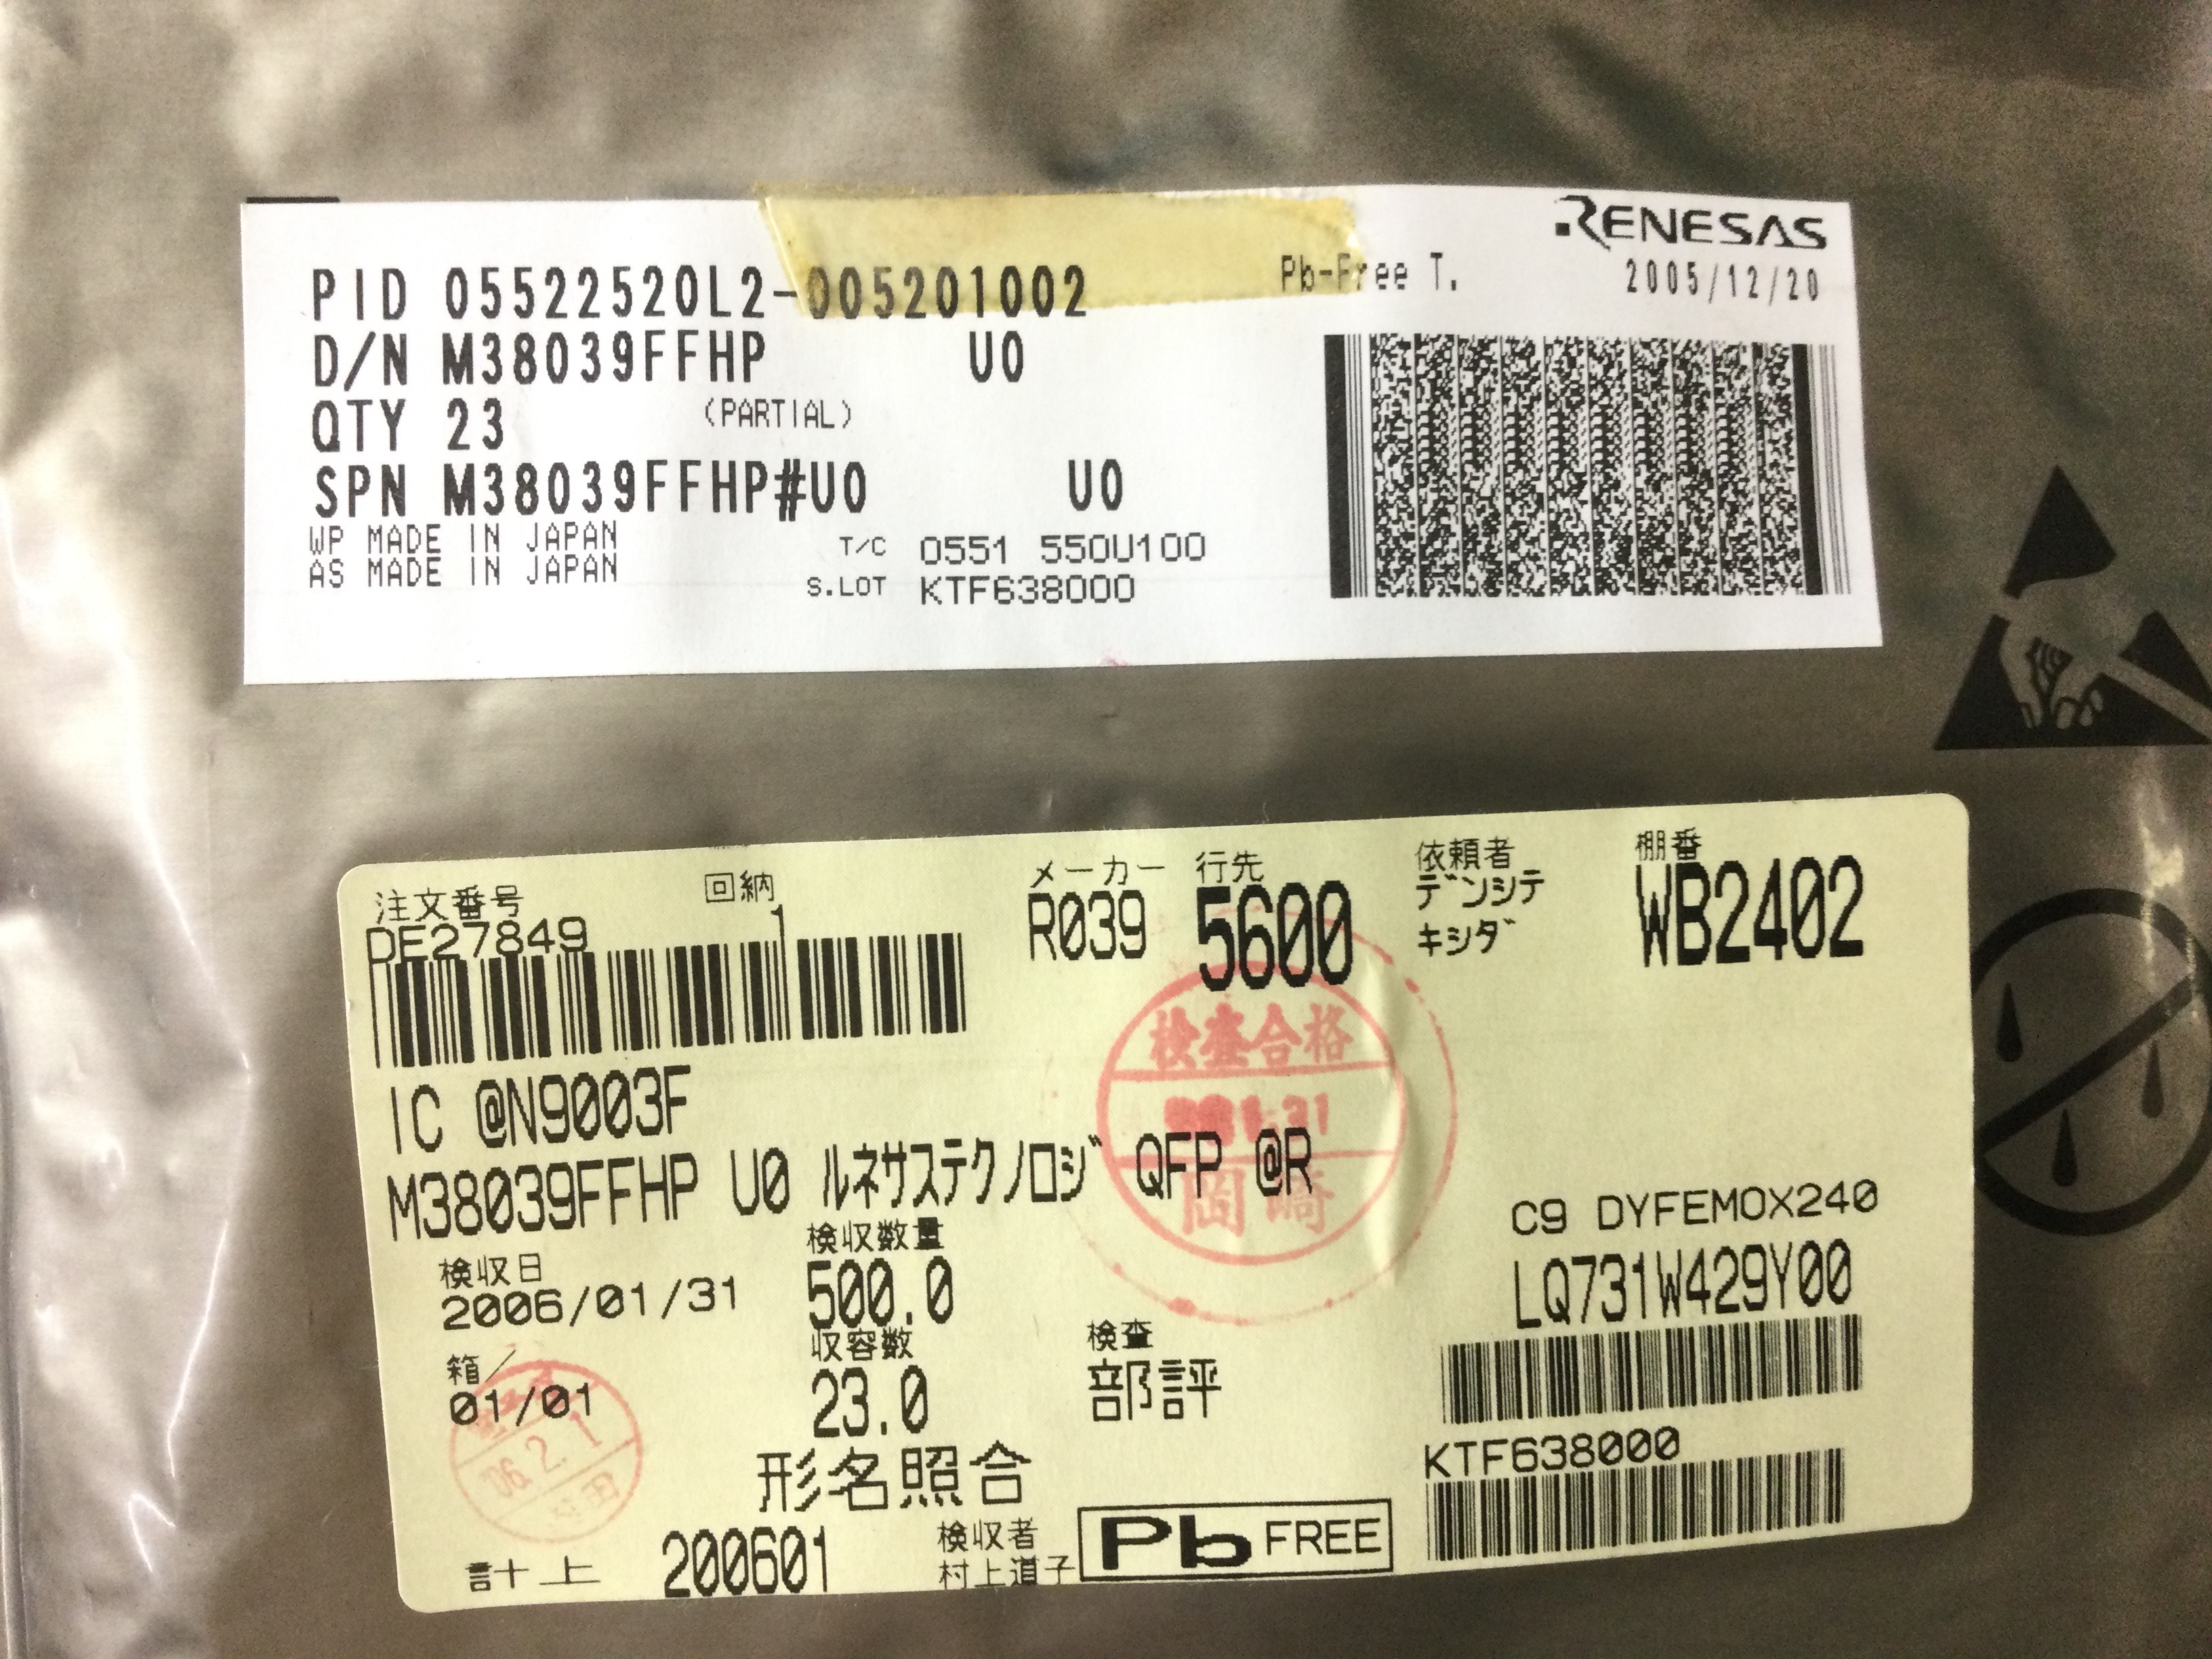 RENESAS
Pb-Free T.
2005/12/20
PID 05522520L2-005201002
D/N M38039FFHP U0
QTY 23 (PARTIAL)
SPN M38039FFHP#U0 U0
WP MADE IN JAPAN
AS MADE IN JAPAN
T/C 0551 550U100
S.LOT KTF638000
注文番号 回納 メーカー 行先 依頼者 棚番
DE27849 1 R039 5600 デンシテ WB2402
キシダ
検査合格
岡崎
IC @N9003F
M38039FFHP U0 ルネサステクノロジ QFP @R
C9 DYFEMOX240
LQ731W429Y00
検収日 検収数量
2006/01/31 500.0
箱/ 収容数 検査
01/01 23.0 部評
06.2.1
KTF638000
形名照合
計上 200601 検収者
村上道子
Pb FREE